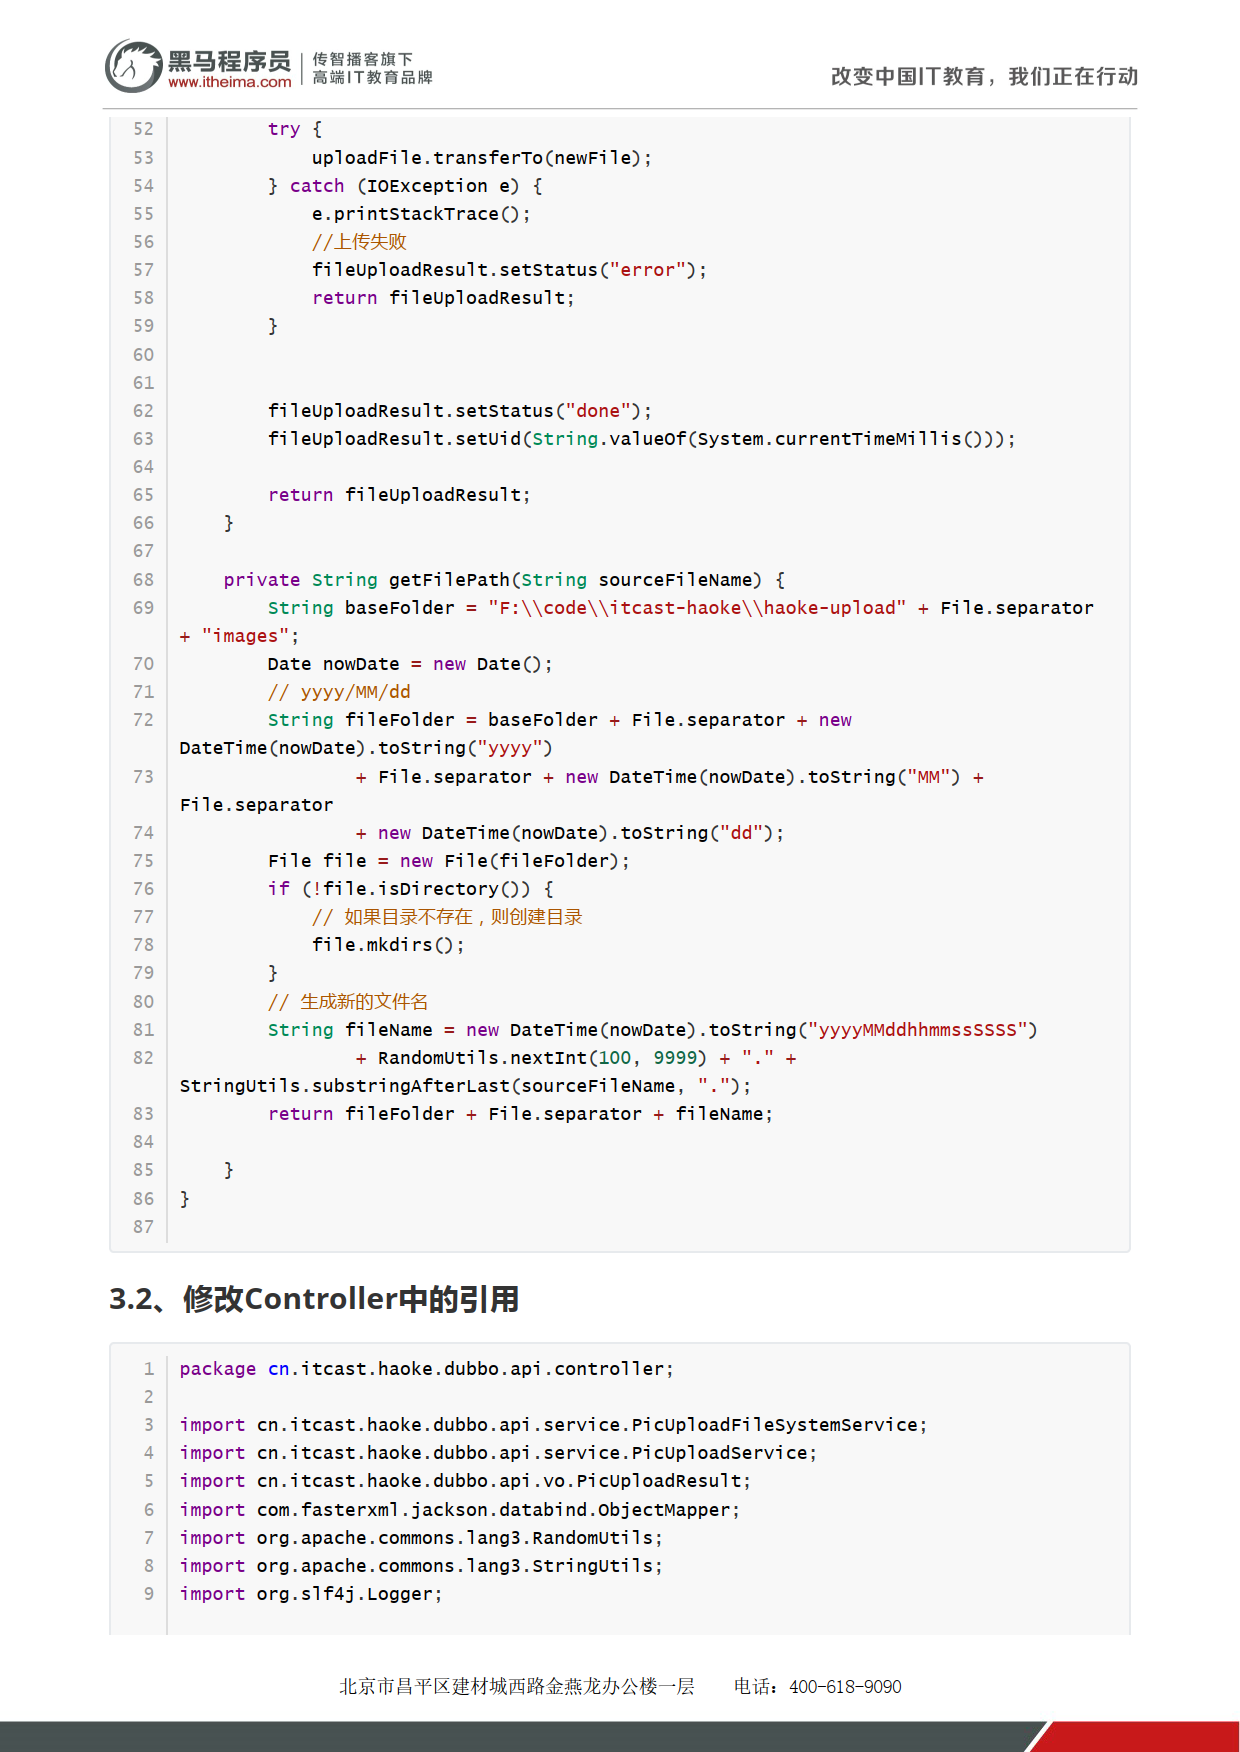 黑马程序员
www.itheima.com
传智播客旗下
高端IT教育品牌
改变中国IT教育，我们正在行动
52         try {
53             uploadFile.transferTo(newFile);
54         } catch (IOException e) {
55             e.printStackTrace();
56             //上传失败
57             fileUploadResult.setStatus("error");
58             return fileUploadResult;
59         }
60
61
62         fileUploadResult.setStatus("done");
63         fileUploadResult.setUid(String.valueOf(System.currentTimeMillis()));
64
65         return fileUploadResult;
66     }
67
68     private String getFilePath(String sourceFileName) {
69         String baseFolder = "F:\\code\\itcast-haoke\\haoke-upload" + File.separator
+ "images";
70         Date nowDate = new Date();
71         // yyyy/MM/dd
72         String fileFolder = baseFolder + File.separator + new
DateTime(nowDate).toString("yyyy")
73                 + File.separator + new DateTime(nowDate).toString("MM") +
File.separator
74                 + new DateTime(nowDate).toString("dd");
75         File file = new File(fileFolder);
76         if (!file.isDirectory()) {
77             // 如果目录不存在，则创建目录
78             file.mkdirs();
79         }
80         // 生成新的文件名
81         String fileName = new DateTime(nowDate).toString("yyyyMMddhhmmssSSSS")
82                 + RandomUtils.nextInt(100, 9999) + "." +
StringUtils.substringAfterLast(sourceFileName, ".");
83         return fileFolder + File.separator + fileName;
84
85     }
86 }
87
3.2、修改Controller中的引用
1 package cn.itcast.haoke.dubbo.api.controller;
2
3 import cn.itcast.haoke.dubbo.api.service.PicUploadFileSystemService;
4 import cn.itcast.haoke.dubbo.api.service.PicUploadService;
5 import cn.itcast.haoke.dubbo.api.vo.PicUploadResult;
6 import com.fasterxml.jackson.databind.ObjectMapper;
7 import org.apache.commons.lang3.RandomUtils;
8 import org.apache.commons.lang3.StringUtils;
9 import org.slf4j.Logger;
北京市昌平区建材城西路金燕龙办公楼一层 电话：400-618-9090